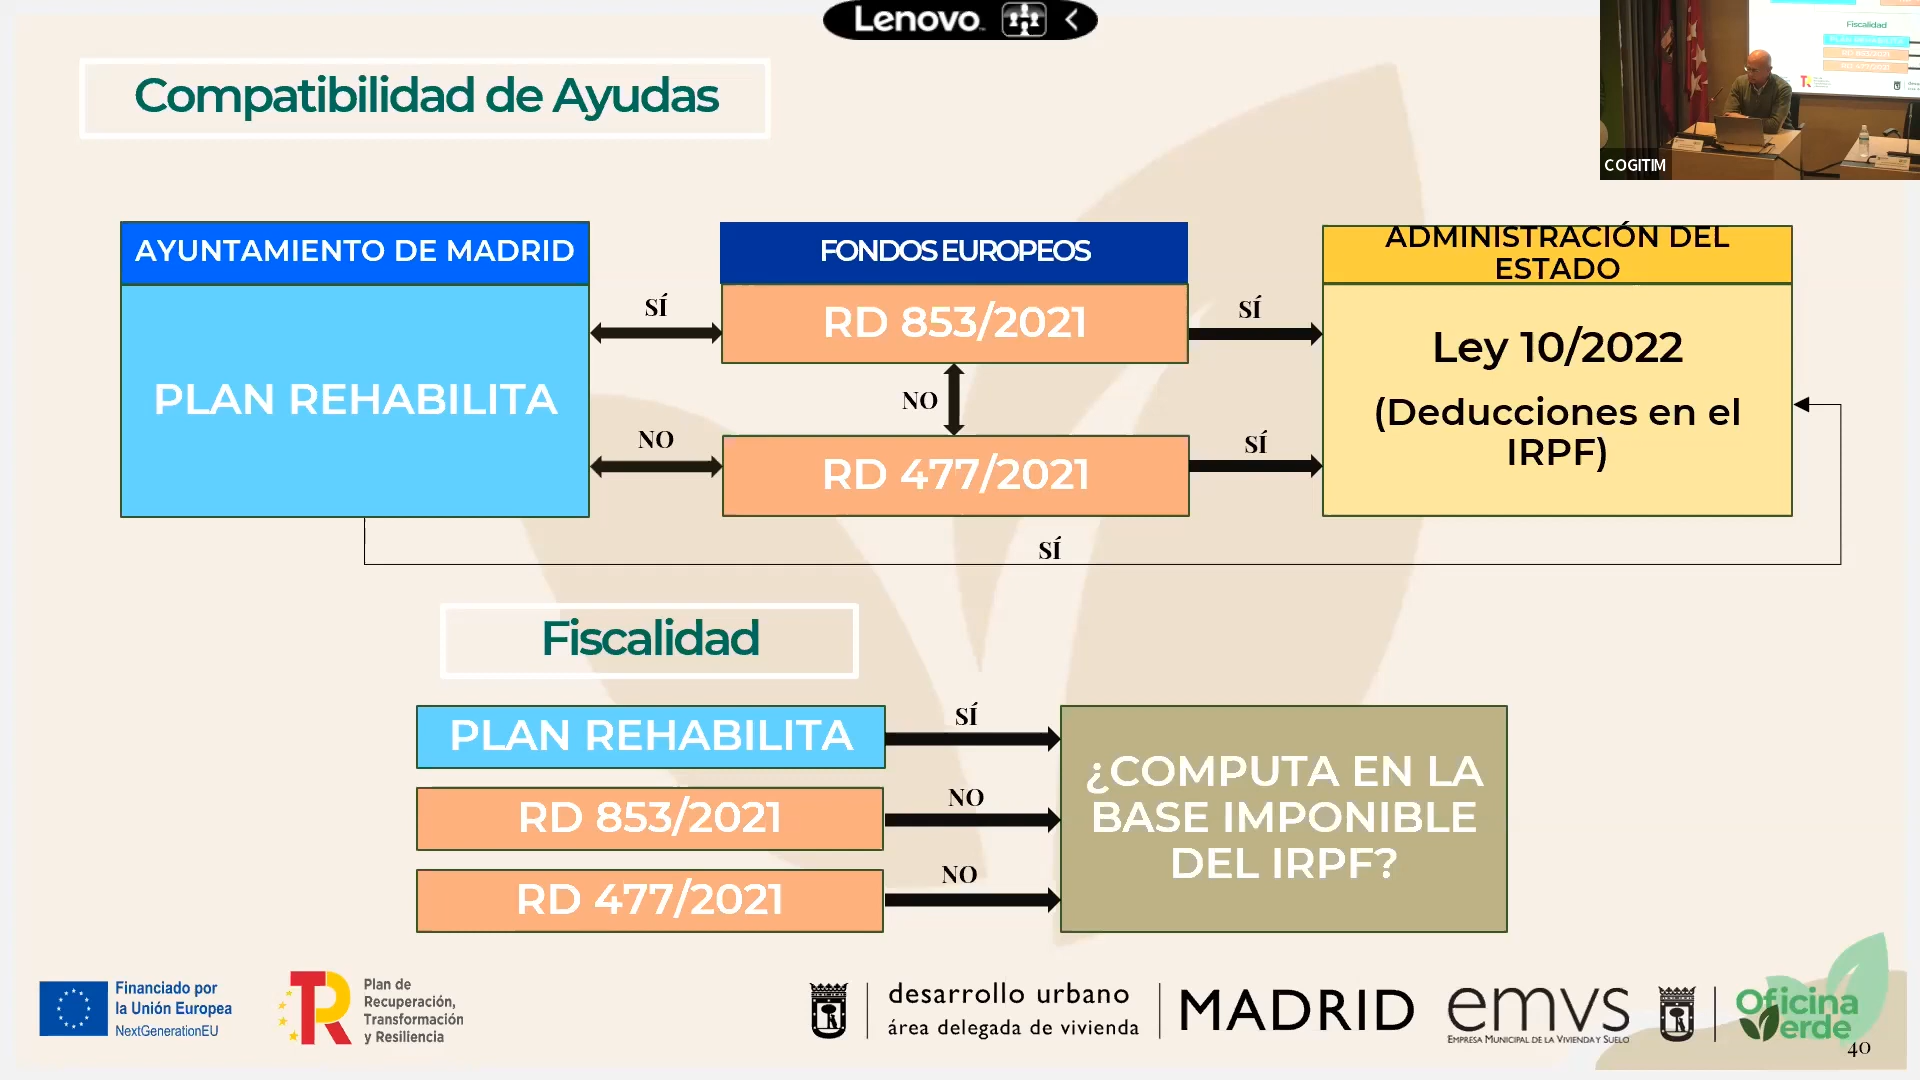 Lenovo
Compatibilidad de Ayudas
Fiscalidad
COGITIM
AYUNTAMIENTO DE MADRID
PLAN REHABILITA
SÍ
NO
FONDOS EUROPEOS
RD 853/2021
NO
RD 477/2021
SÍ
SÍ
ADMINISTRACIÓN DEL
ESTADO
Ley 10/2022
(Deducciones en el
IRPF)
SÍ
Fiscalidad
PLAN REHABILITA
SÍ
RD 853/2021
NO
RD 477/2021
NO
¿COMPUTA EN LA
BASE IMPONIBLE
DEL IRPF?
Financiado por
la Unión Europea
NextGenerationEU
TR
Plan de
Recuperación,
Transformación
y Resiliencia
desarrollo urbano
área delegada de vivienda
MADRID
emvs
EMPRESA MUNICIPAL DE LA VIVIENDA Y SUELO
Oficina
Verde
40